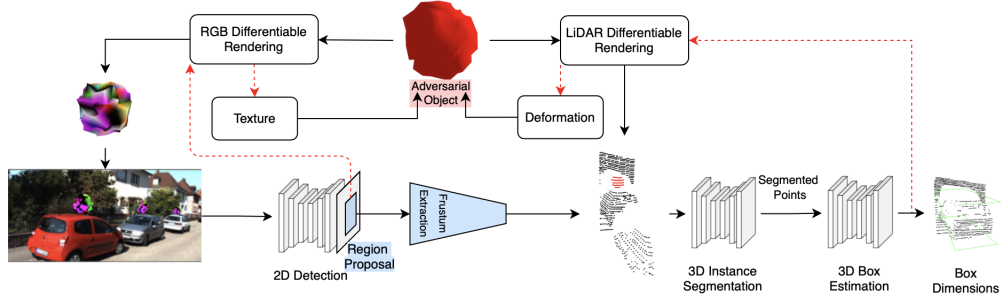 RGB Differentiable
Rendering
LiDAR Differentiable
Rendering
Adversarial
Object
Texture
Deformation
Frustum
Extraction
Segmented
Points
Region
Proposal
2D Detection
3D Instance
Segmentation
3D Box
Estimation
Box
Dimensions